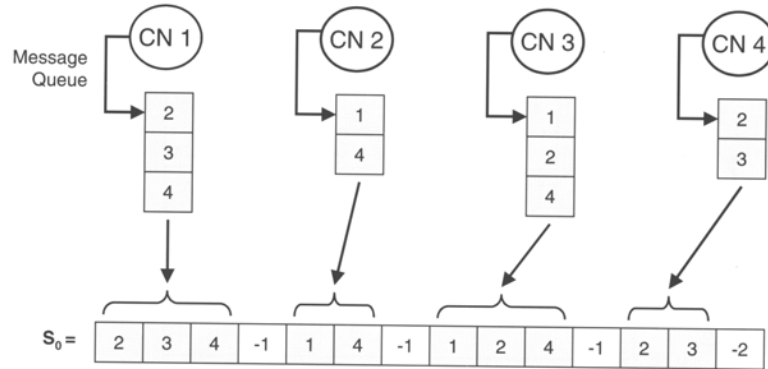 CN 1 CN 2 CN 3 CN 4
Message
Queue
2 1 1 2
3 4 2 3
4 4
S0 = 2 3 4 -1 1 4 -1 1 2 4 -1 2 3 -2